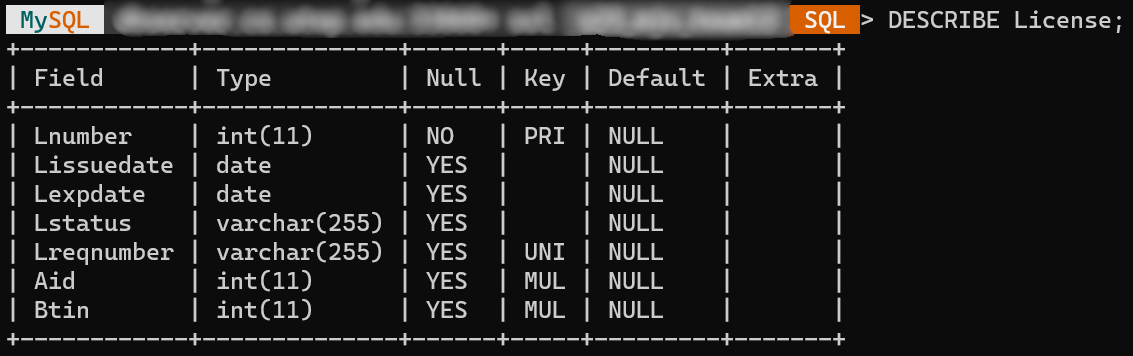 MySQL SQL > DESCRIBE License;
+------------+--------------+------+-----+---------+-------+
| Field      | Type         | Null | Key | Default | Extra |
+------------+--------------+------+-----+---------+-------+
| Lnumber    | int(11)      | NO   | PRI | NULL    |       |
| Lissuedate | date         | YES  |     | NULL    |       |
| Lexpdate   | date         | YES  |     | NULL    |       |
| Lstatus    | varchar(255) | YES  |     | NULL    |       |
| Lreqnumber | varchar(255) | YES  | UNI | NULL    |       |
| Aid        | int(11)      | YES  | MUL | NULL    |       |
| Btin       | int(11)      | YES  | MUL | NULL    |       |
+------------+--------------+------+-----+---------+-------+